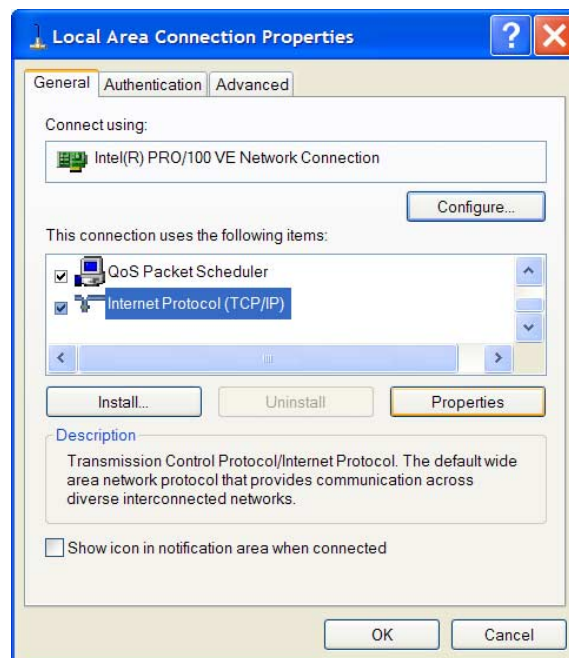 Local Area Connection Properties
General Authentication Advanced
Connect using:
Intel(R) PRO/100 VE Network Connection
Configure...
This connection uses the following items:
QoS Packet Scheduler
Internet Protocol (TCP/IP)
Install... Uninstall Properties
Description
Transmission Control Protocol/Internet Protocol. The default wide
area network protocol that provides communication across
diverse interconnected networks.
Show icon in notification area when connected
OK Cancel